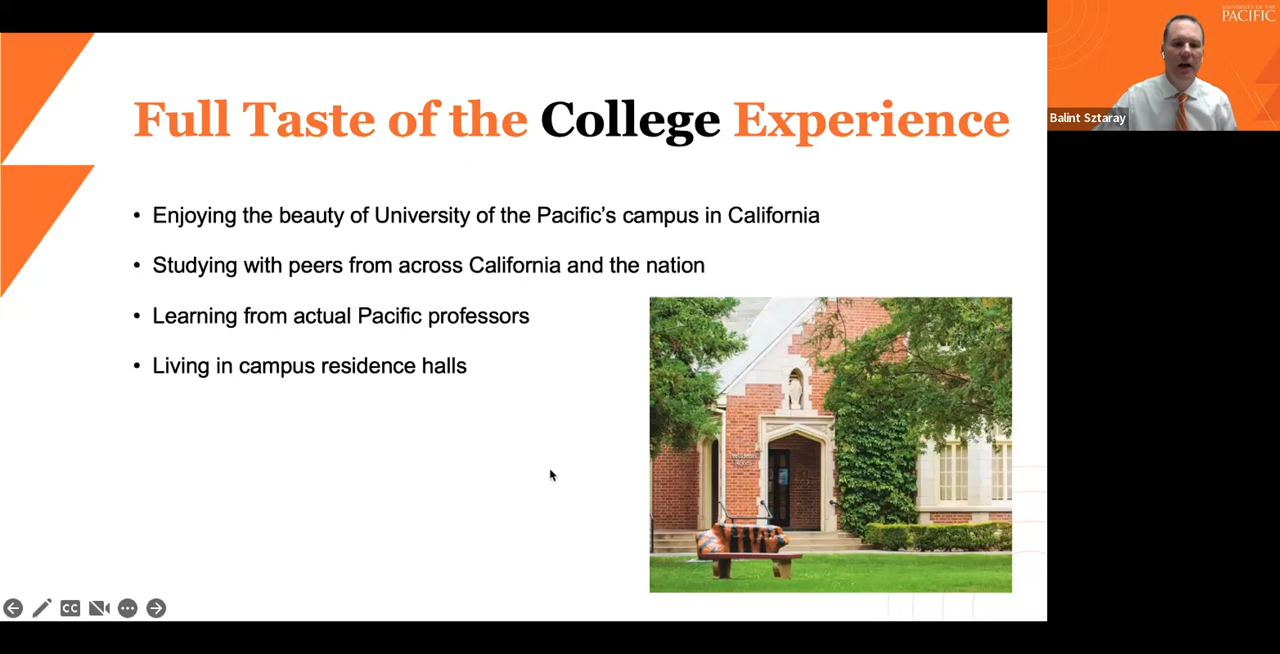 UNIVERSITY OF THE
PACIFIC
Balint Sztaray
Full Taste of the College Experience
• Enjoying the beauty of University of the Pacific’s campus in California
• Studying with peers from across California and the nation
• Learning from actual Pacific professors
• Living in campus residence halls
CC